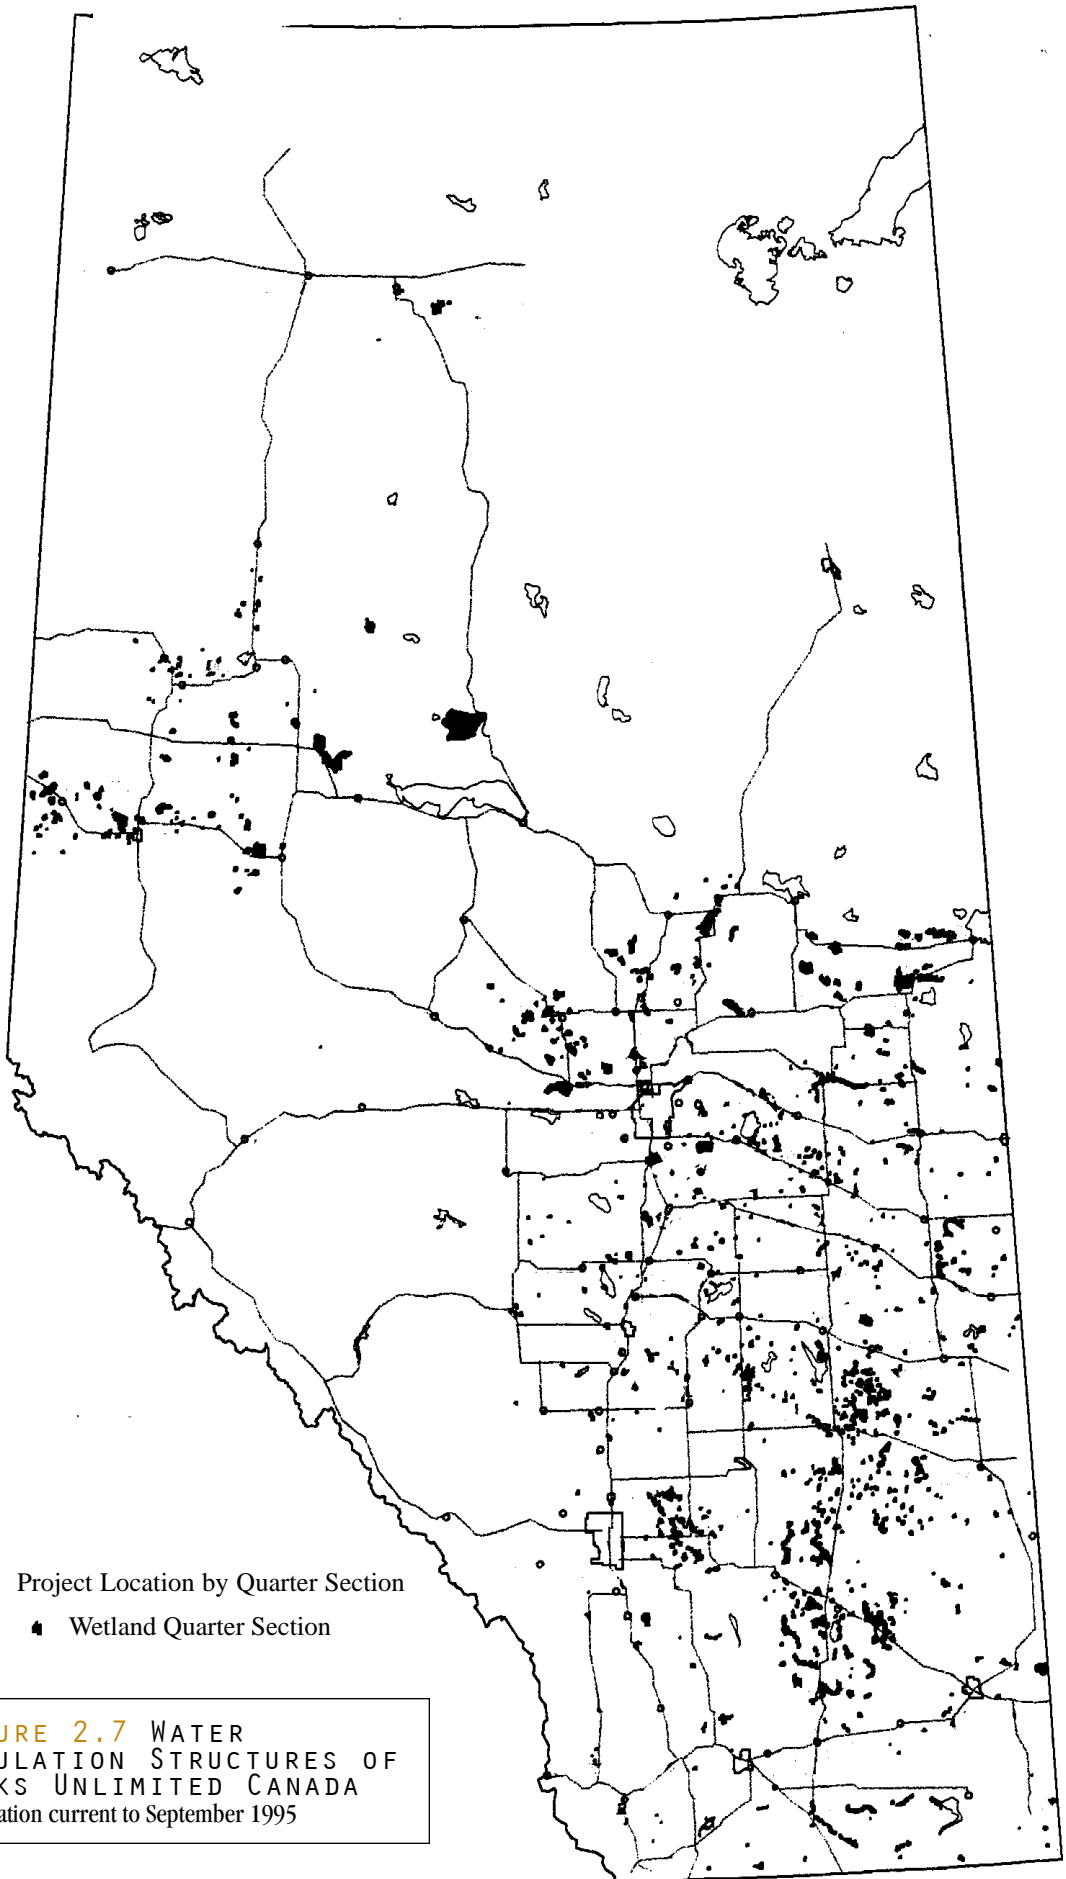 Project Location by Quarter Section
Wetland Quarter Section
URE 2.7 WATER
ULATION STRUCTURES OF
KS UNLIMITED CANADA
ation current to September 1995